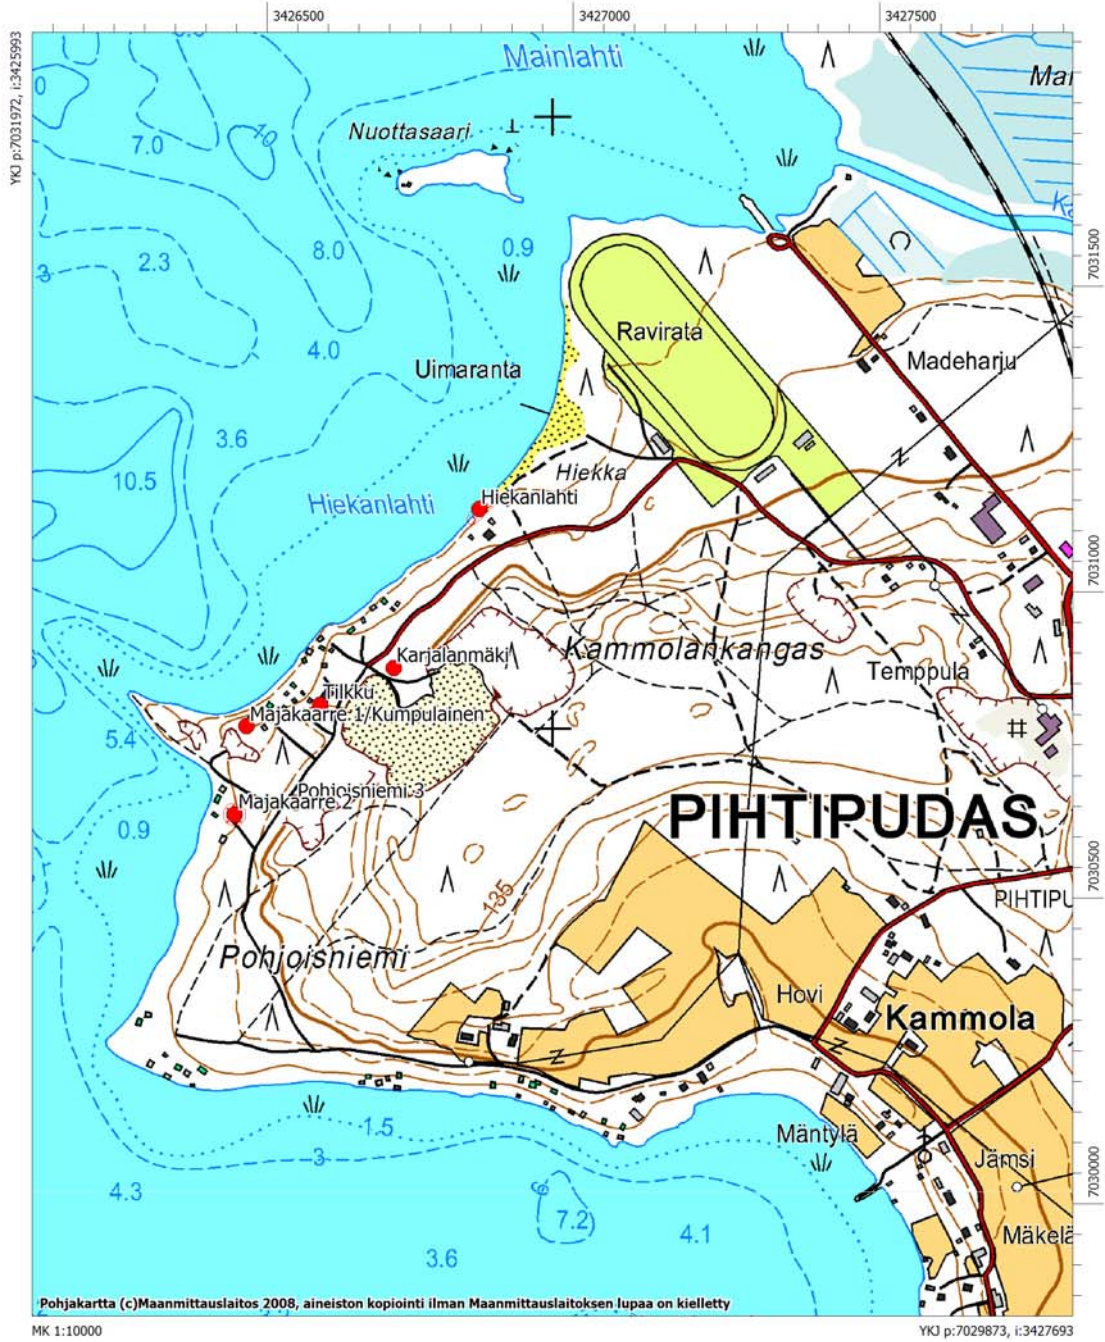 3426500
3427000
3427500
YKJ p:7031972, i:3425993
Mainlahti
Mai
Nuottasaari
10
7.0
0
8.0
0.9
2.3
3
7031500
Ravirata
4.0
Uimaranta
Madeharju
3.6
10.5
Hiekka
Hiekanlahti
Hiekanlahti
7031000
Kammolankangas
Karjalanmäki
Temppula
Tilkku
Majakaarre 1/Kumpulainen
5.4
Pohjoisniemi 3
Majakaarre 2
0.9
PIHTIPUDAS
7030500
135
PIHTIPU
Pohjoisniemi
Hovi
Kammola
1.5
Mäntylä
3
Jämsi
7030000
4.3
6
7.2
4.1
Mäkelä
3.6
Pohjakartta (c)Maanmittauslaitos 2008, aineiston kopiointi ilman Maanmittauslaitoksen lupaa on kielletty
MK 1:10000
YKJ p:7029873, i:3427693